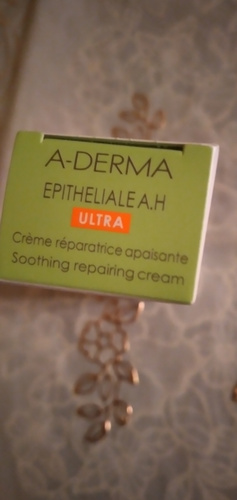 A-DERMA
EPITHELIALE A.H
ULTRA
Crème réparatrice apaisante
Soothing repairing cream